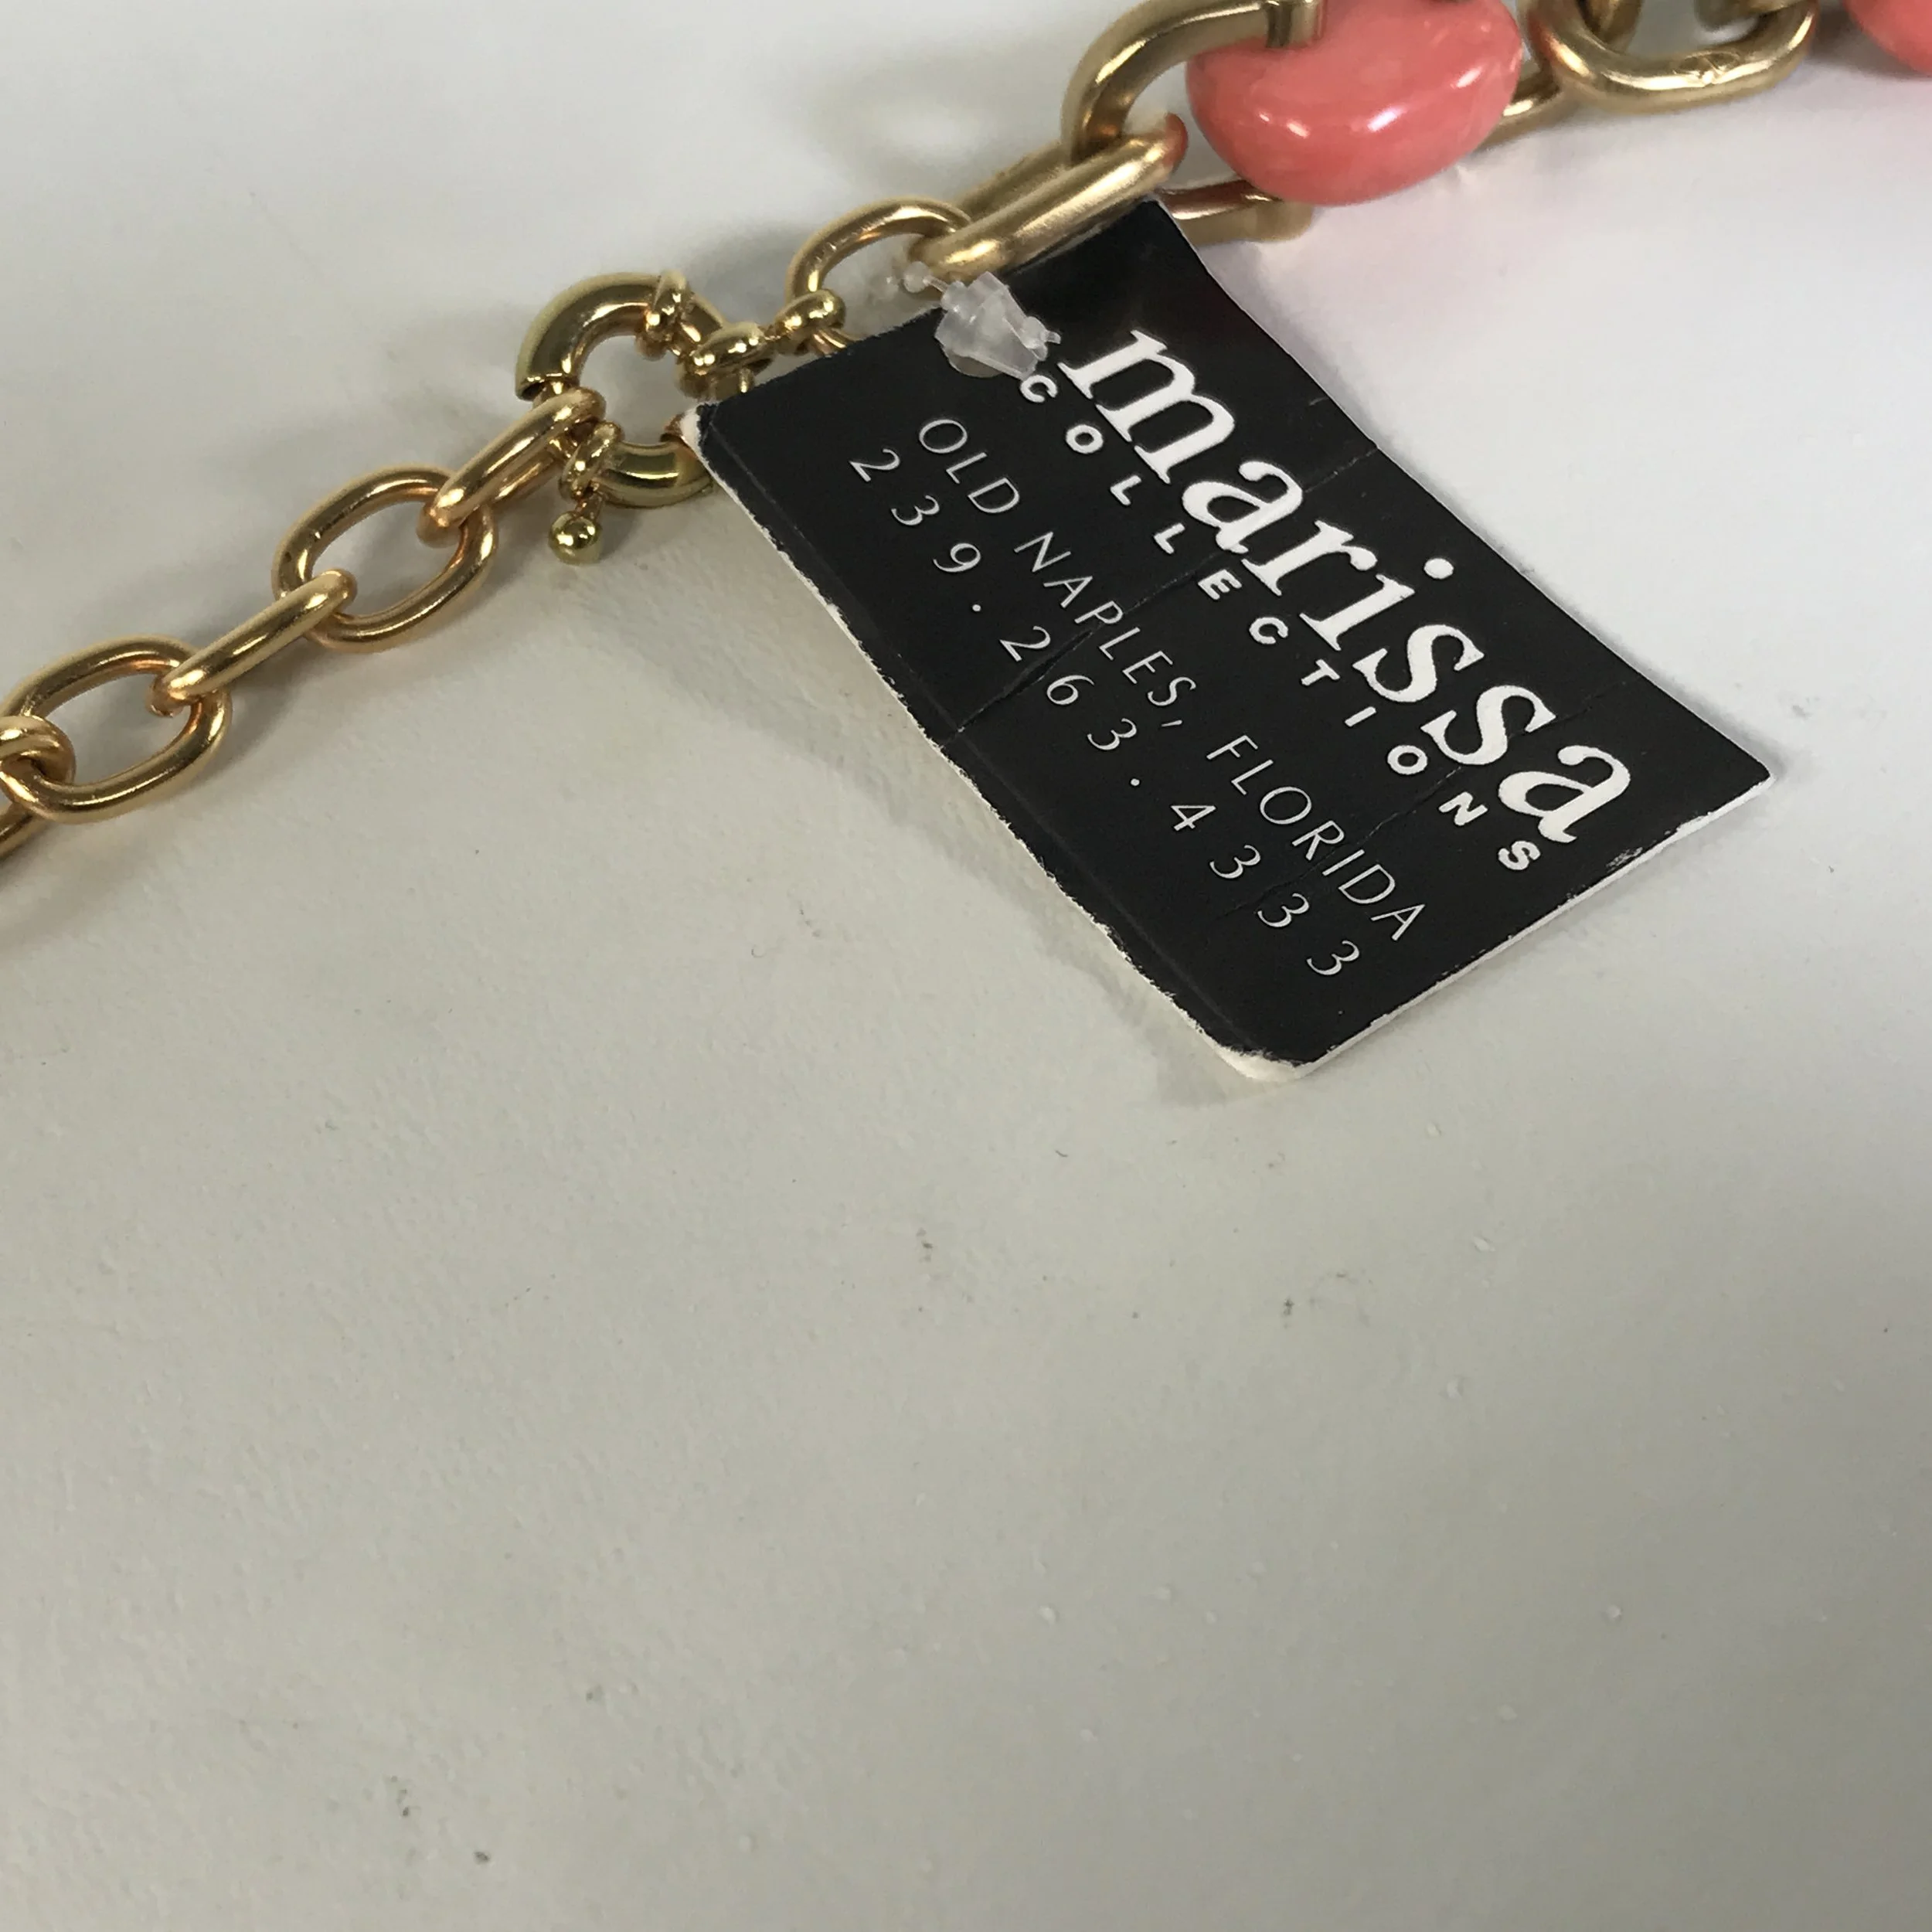 marissa
COLLECTIONS
OLD NAPLES, FLORIDA
239.263.4333